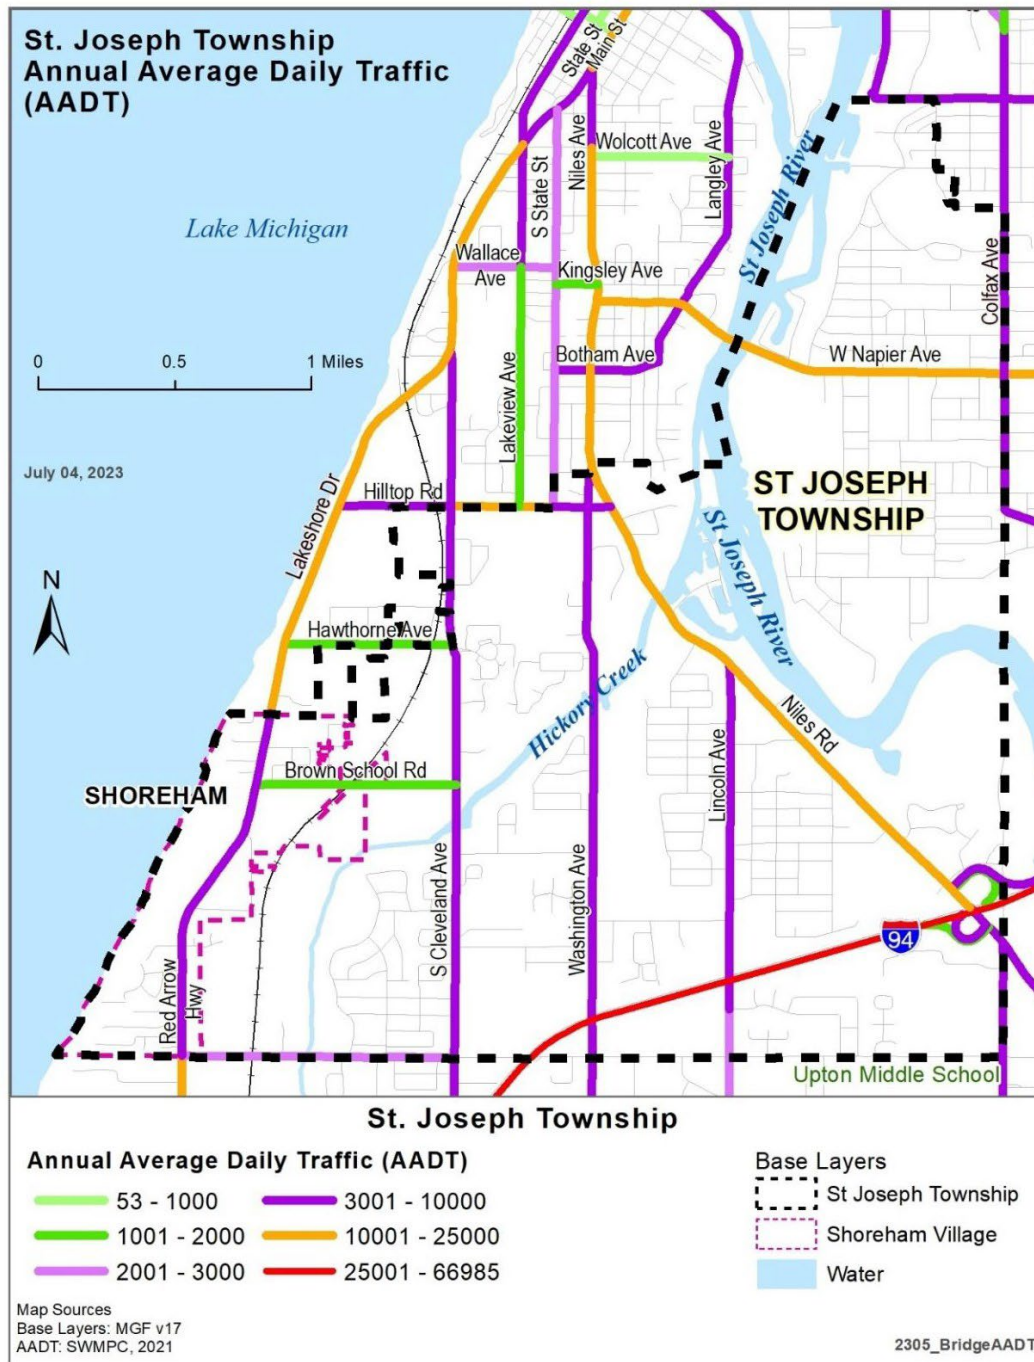 St. Joseph Township
Annual Average Daily Traffic
(AADT)
State St
Main St
Wolcott Ave
Niles Ave
Langley Ave
S State St
St Joseph River
Lake Michigan
Wallace
Ave
Kingsley Ave
Colfax Ave
0 0.5 1 Miles
Botham Ave
W Napier Ave
Lakeview Ave
July 04, 2023
Hilltop Rd
Lakeshore Dr
ST JOSEPH
TOWNSHIP
St Joseph River
N
Hawthorne Ave
Hickory Creek
Niles Rd
Brown School Rd
SHOREHAM
Lincoln Ave
S Cleveland Ave
Washington Ave
94
Red Arrow
Hwy
Upton Middle School
St. Joseph Township
Annual Average Daily Traffic (AADT)
53 - 1000
1001 - 2000
2001 - 3000
3001 - 10000
10001 - 25000
25001 - 66985
Base Layers
St Joseph Township
Shoreham Village
Water
Map Sources
Base Layers: MGF v17
AADT: SWMPC, 2021
2305_BridgeAADT